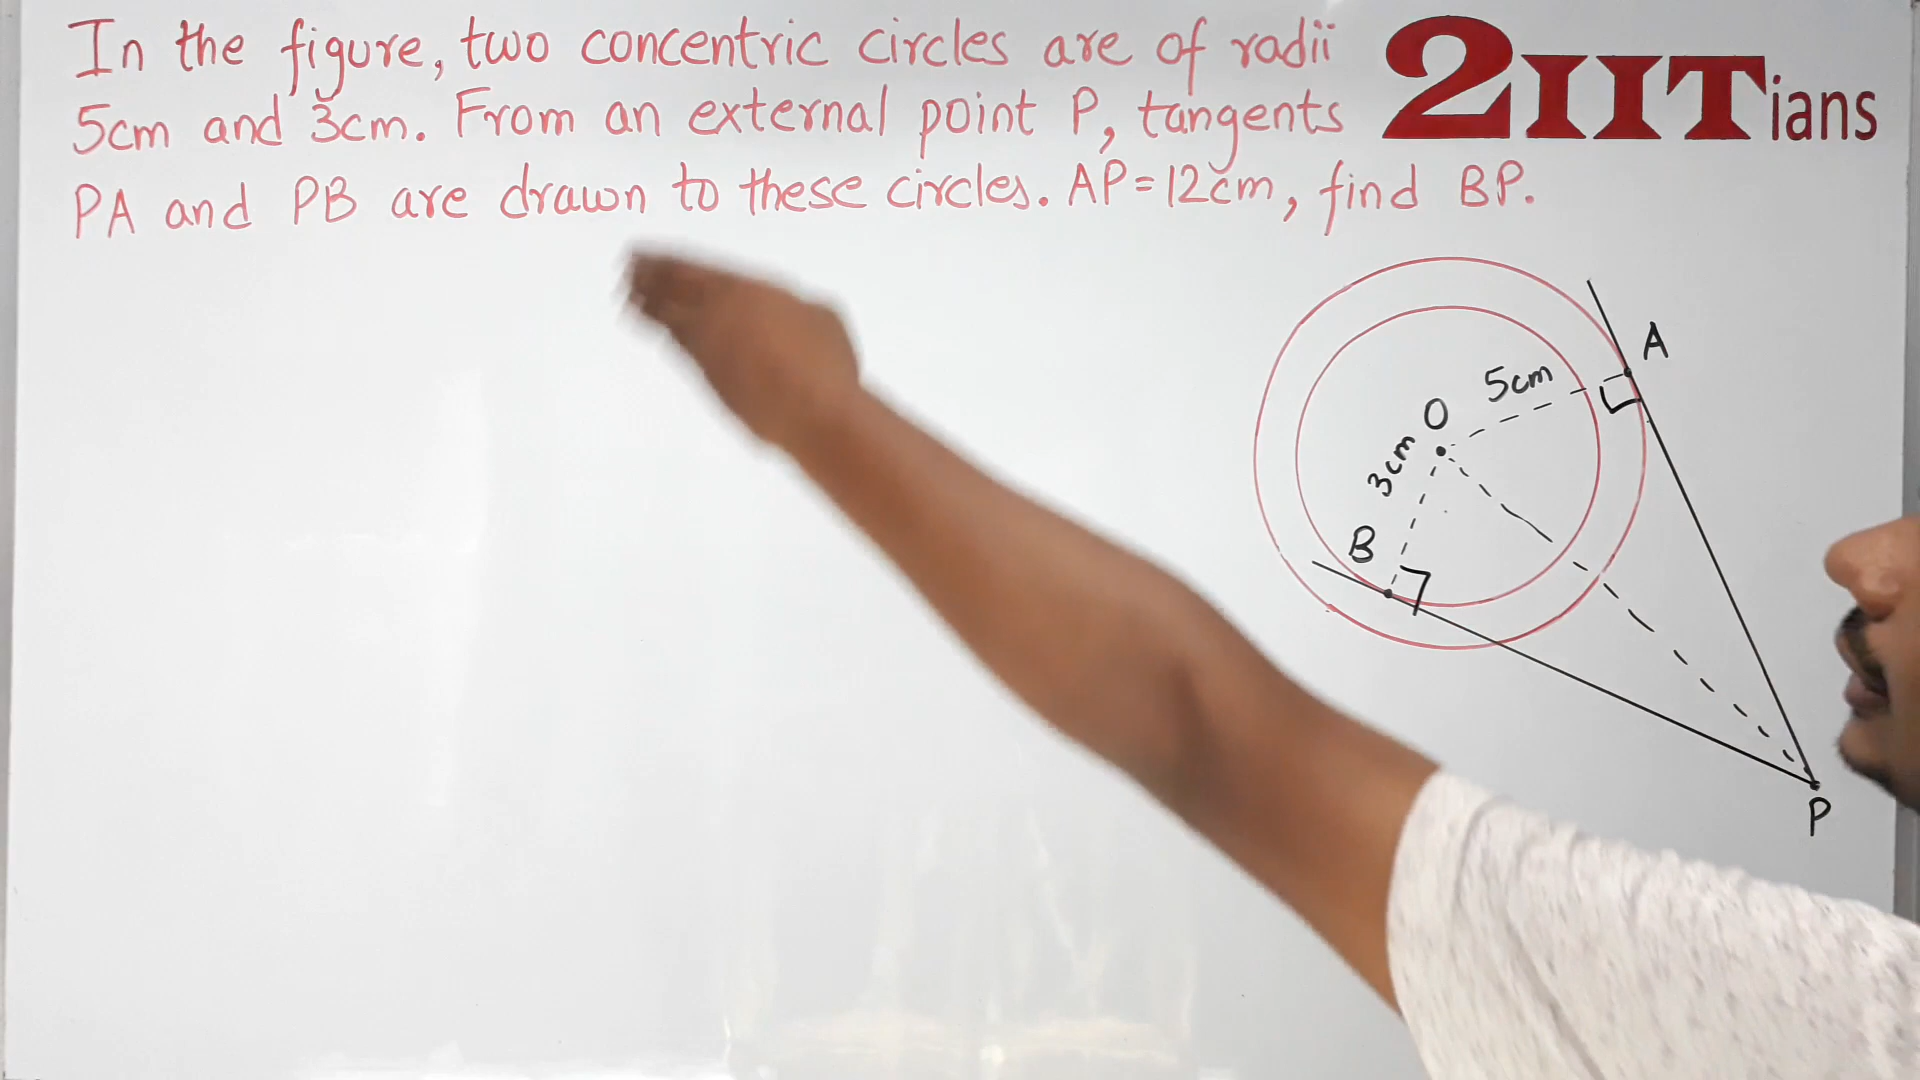 In the figure, two concentric circles are of radii
5cm and 3cm. From an external point P, tangents
PA and PB are drawn to these circles. AP=12cm, find BP.
2IITians
A
5cm
O
3cm
B
P